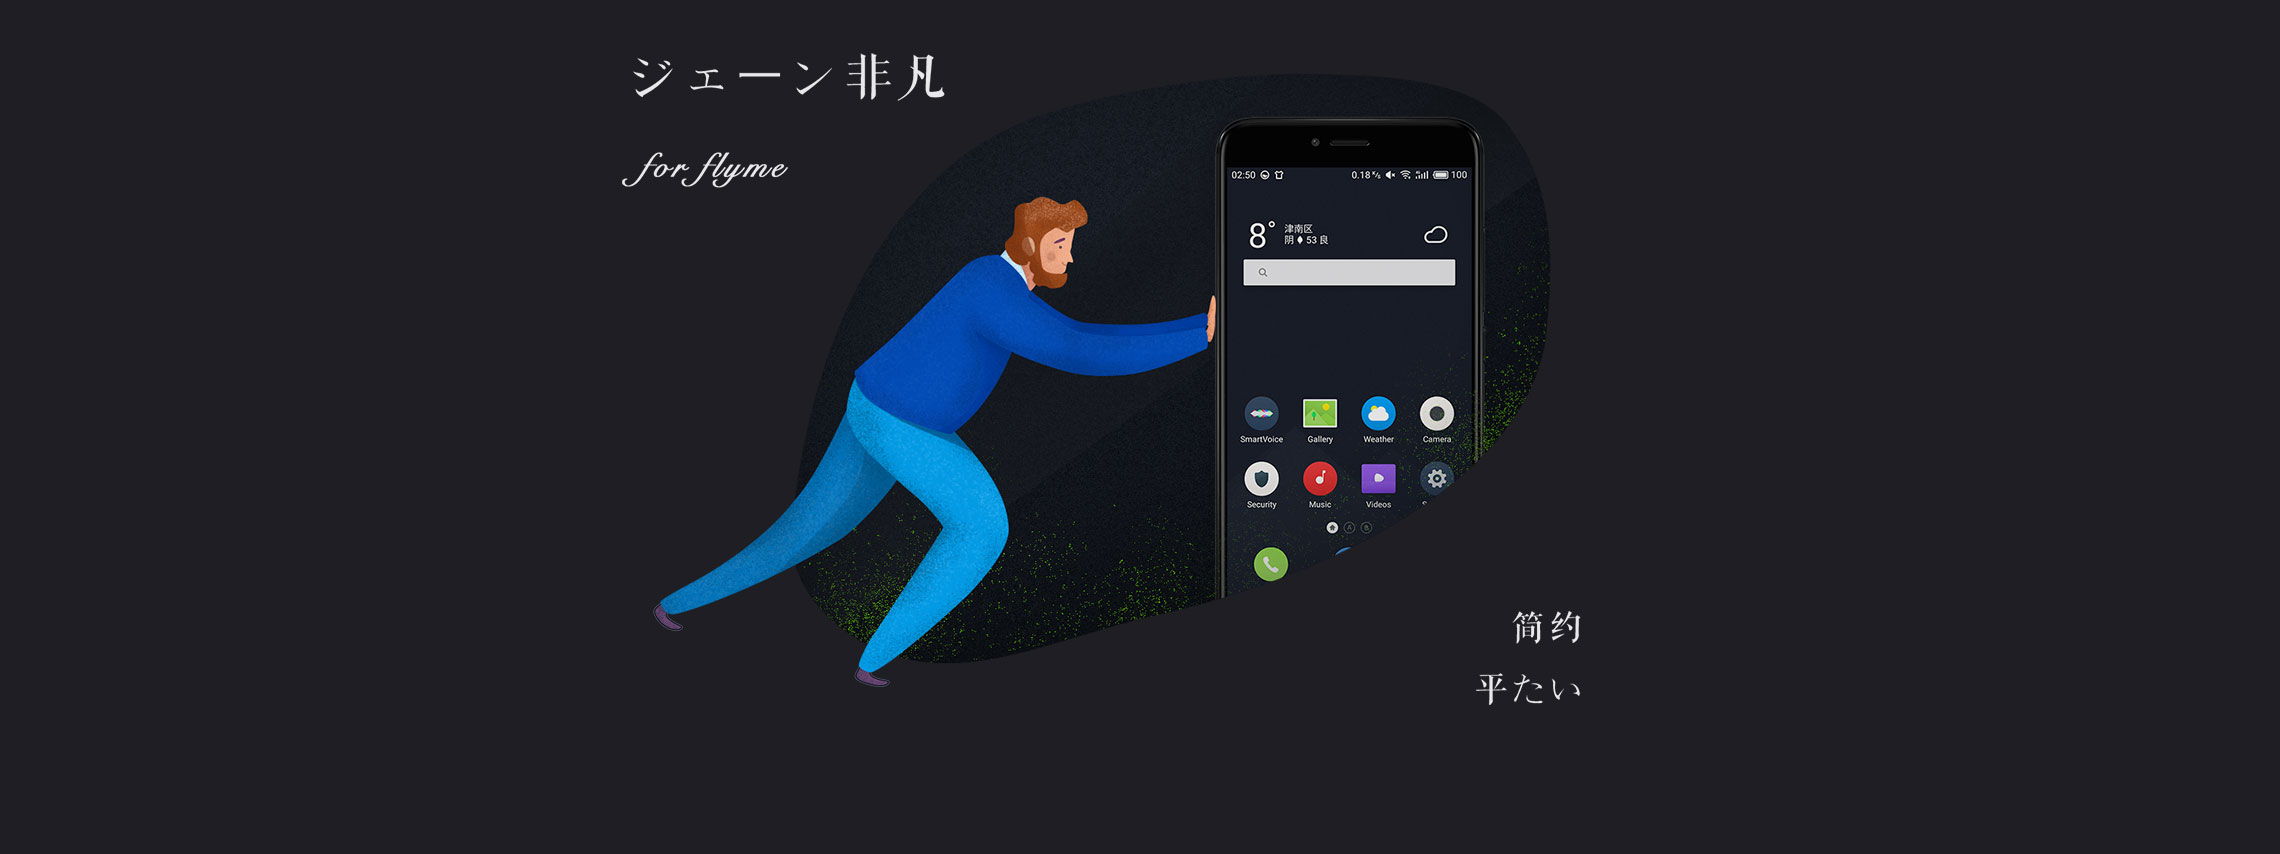 ジェーン非凡
for flyme
02:50
0.18 K/s
100
8°
津南区
阴 53 良
SmartVoice
Gallery
Weather
Camera
Security
Music
Videos
简约
平たい